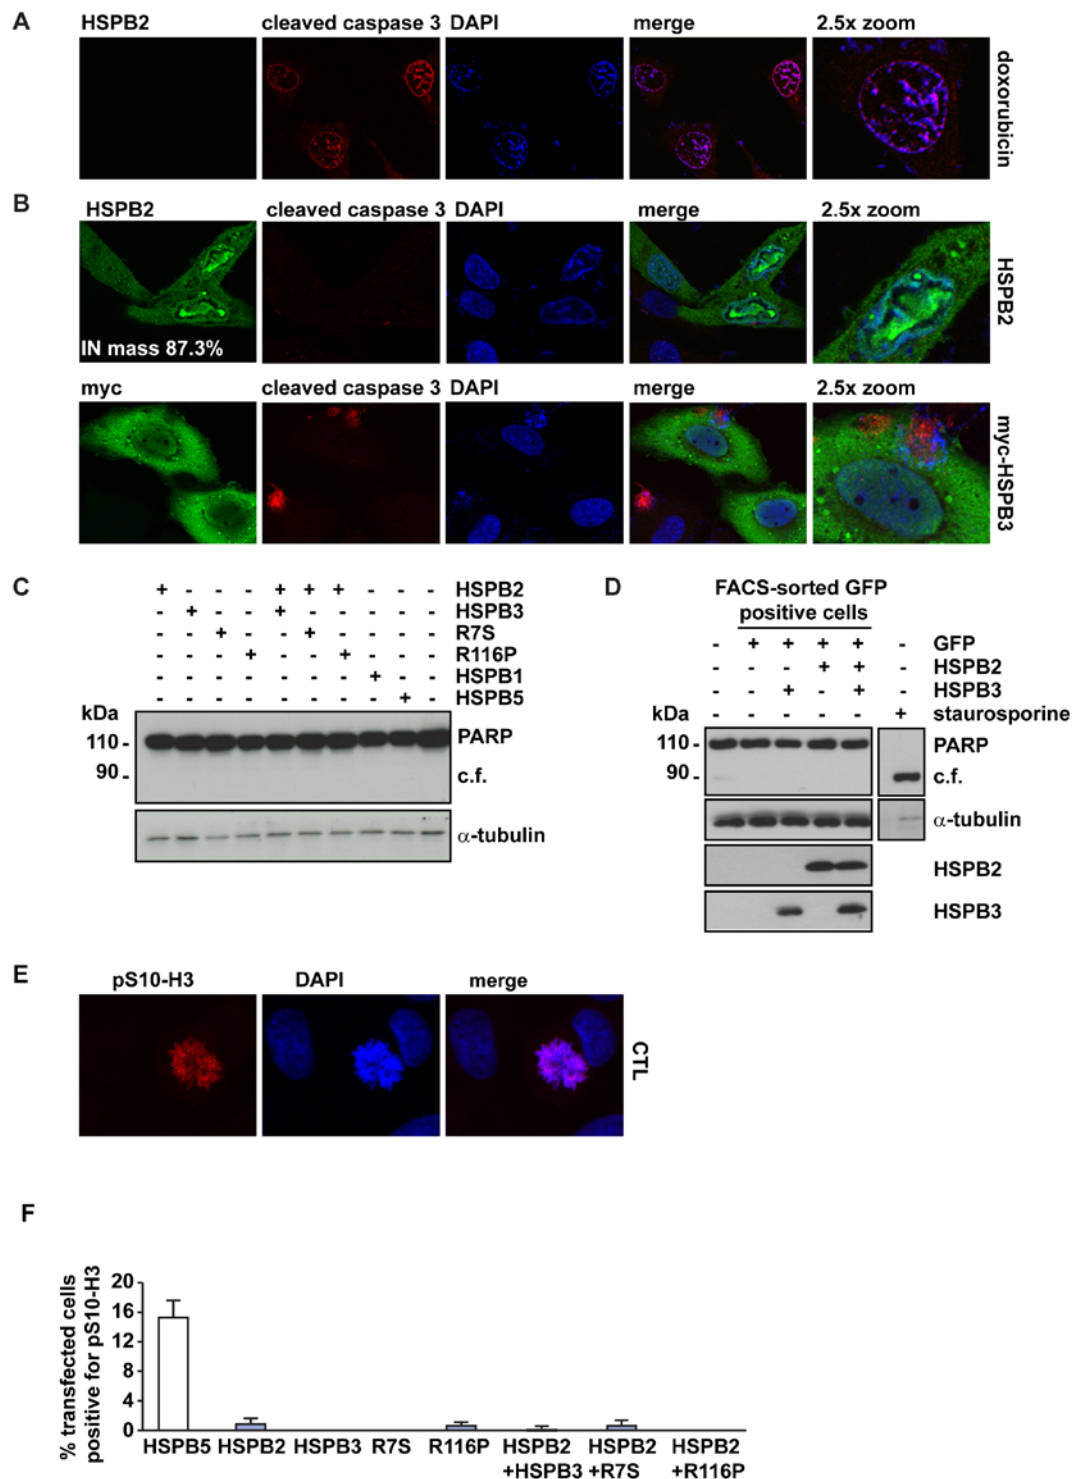 A
HSPB2 cleaved caspase 3 DAPI merge 2.5x zoom
doxorubicin
B
HSPB2 cleaved caspase 3 DAPI merge 2.5x zoom
IN mass 87.3%
HSPB2
myc cleaved caspase 3 DAPI merge 2.5x zoom
myc-HSPB3
C
+ - - - + + + - - - HSPB2
- + - - + - - - - - HSPB3
- - + - - + - - - - R7S
- - - + - - + - - - R116P
- - - - - - - + - - HSPB1
- - - - - - - - + - HSPB5
kDa
110 - PARP
90 - c.f.
α-tubulin
D
FACS-sorted GFP
positive cells
- + + + + - GFP
- - - + + - HSPB2
- - + - + - HSPB3
kDa - - - - - + staurosporine
110 - PARP
90 - c.f.
α-tubulin
HSPB2
HSPB3
E
pS10-H3 DAPI merge
CTL
F
% transfected cells
positive for pS10-H3
20
16
12
8
4
0
HSPB5 HSPB2 HSPB3 R7S R116P HSPB2 HSPB2 HSPB2
+HSPB3 +R7S +R116P